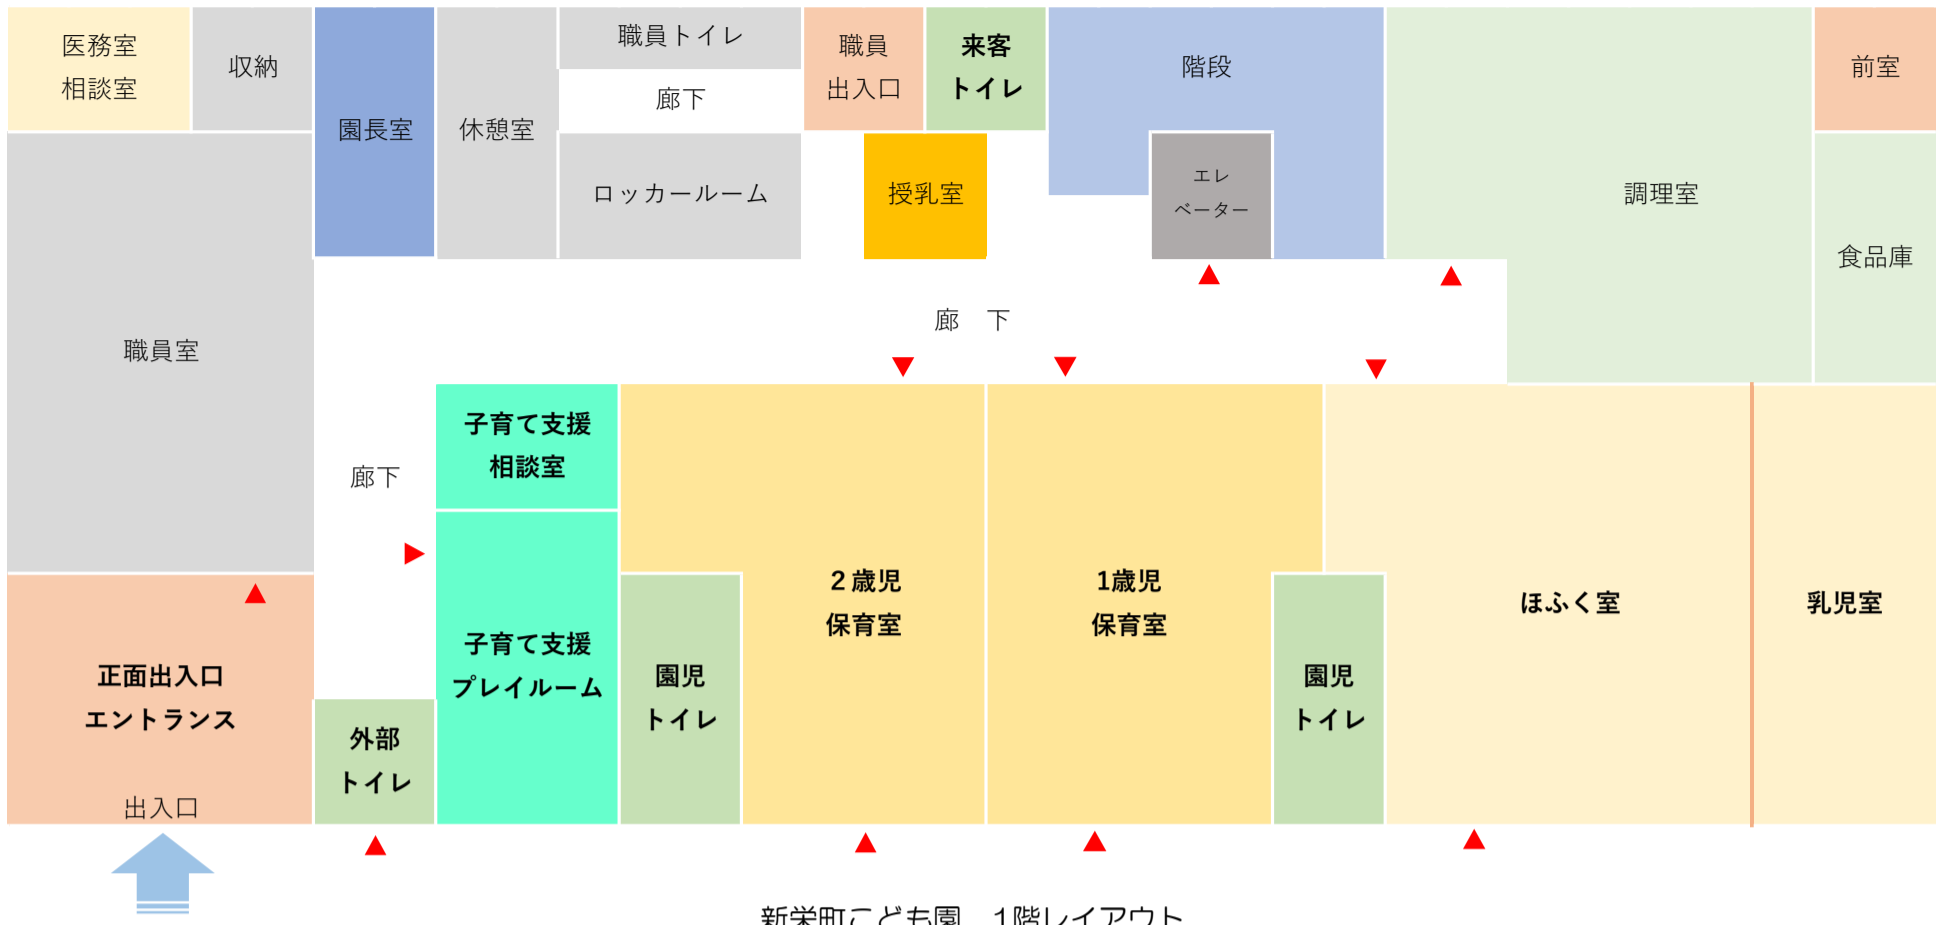 医務室
相談室
収納
園長室
休憩室
職員トイレ
廊下
ロッカールーム
職員
出入口
来客
トイレ
授乳室
階段
エレ
ベーター
調理室
前室
食品庫
職員室
廊　下
廊下
子育て支援
相談室
子育て支援
プレイルーム
２歳児
保育室
1歳児
保育室
ほふく室
乳児室
園児
トイレ
園児
トイレ
正面出入口
エントランス
出入口
外部
トイレ
新栄町こども園　1階レイアウト